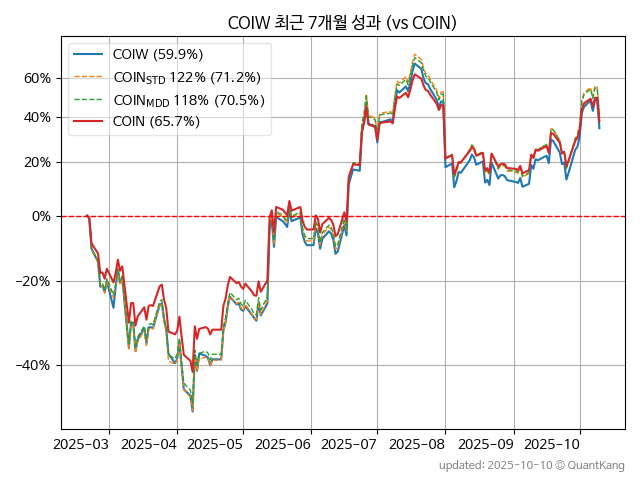 COIW 최근 7개월 성과 (vs COIN)
COIW (59.9%)
COINSTD 122% (71.2%)
COINMDD 118% (70.5%)
COIN (65.7%)
60%
40%
20%
0%
−20%
−40%
2025-03 2025-04 2025-05 2025-06 2025-07 2025-08 2025-09 2025-10
updated: 2025-10-10 © QuantKang